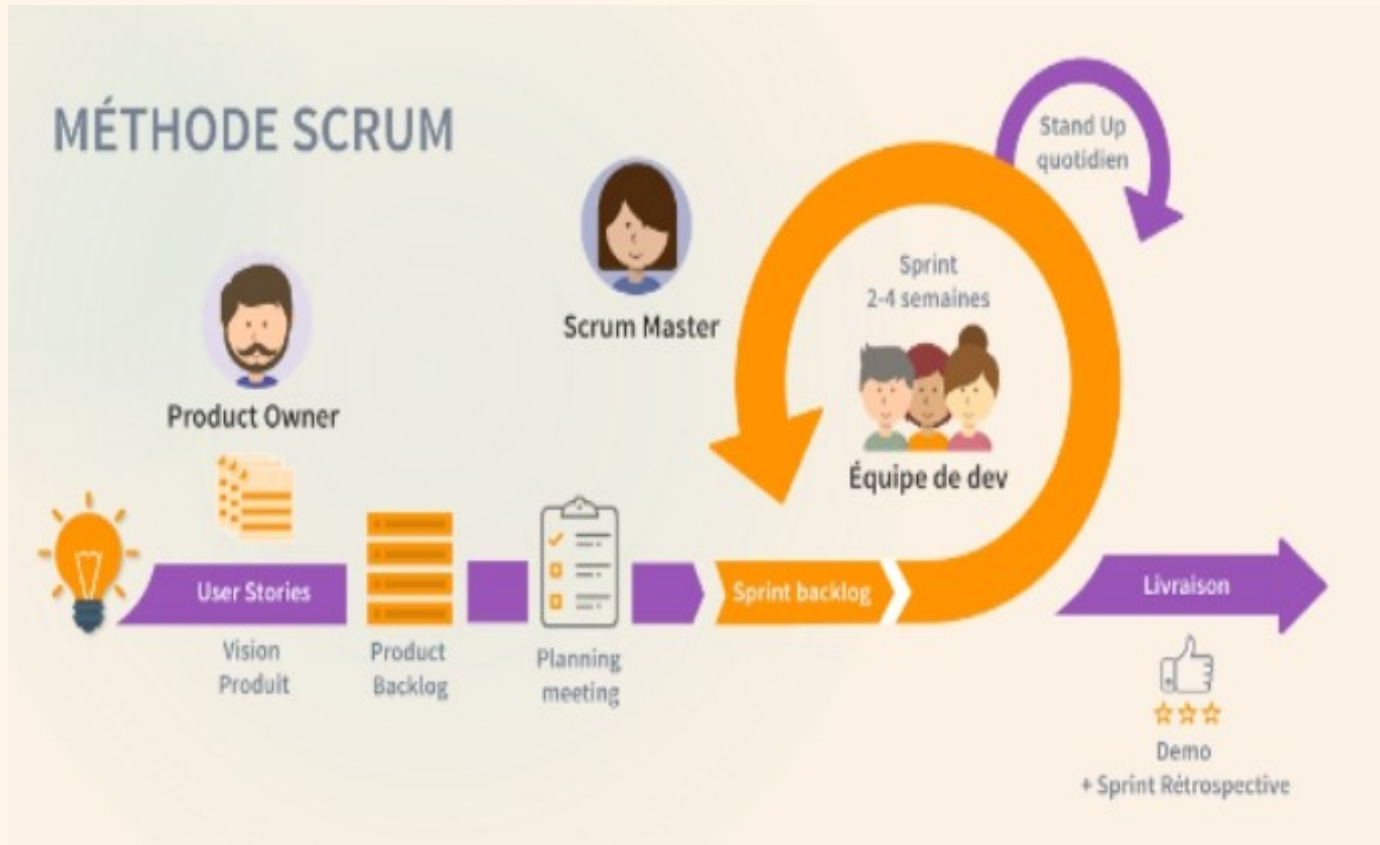 MÉTHODE SCRUM
Stand Up
quotidien
Sprint
2-4 semaines
Scrum Master
Product Owner
Équipe de dev
User Stories
Sprint backlog
Livraison
Vision
Produit
Product
Backlog
Planning
meeting
Demo
+ Sprint Rétrospective